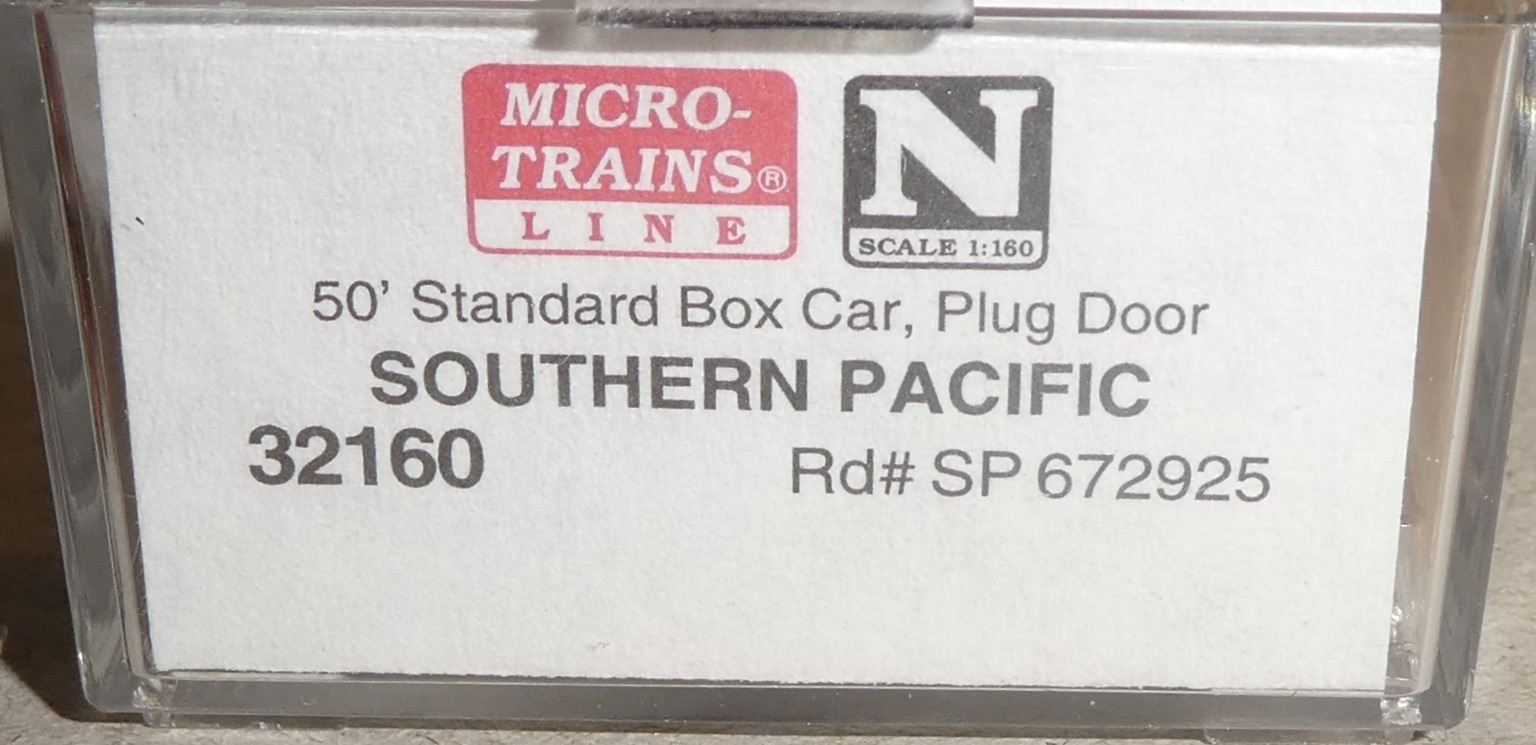 MICRO-
TRAINS®
LINE
N
SCALE 1:160
50' Standard Box Car, Plug Door
SOUTHERN PACIFIC
32160 Rd# SP 672925